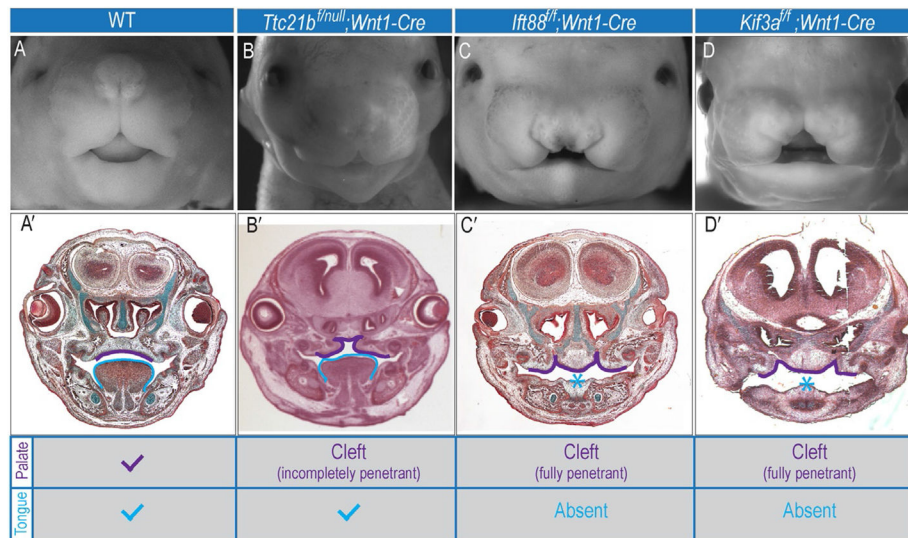 WT
Ttc21b^f/null;Wnt1-Cre
Ift88^f/f;Wnt1-Cre
Kif3a^f/f;Wnt1-Cre
A
B
C
D
A'
B'
C'
D'
*
*
Palate
✓
Cleft
(incompletely penetrant)
Cleft
(fully penetrant)
Cleft
(fully penetrant)
Tongue
✓
✓
Absent
Absent